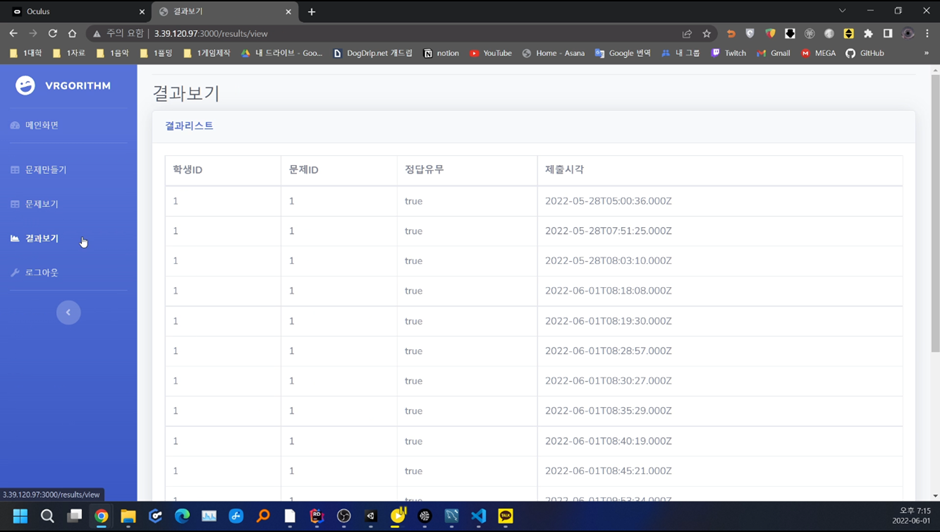 Oculus
결과보기
주의 요함
3.39.120.97:3000/results/view
1대학
1자료
1음악
1플밍
1게임제작
내 드라이브 - Goo...
DogDrip.net 개드립
notion
YouTube
Home - Asana
Google 번역
내 그룹
Twitch
Gmail
MEGA
GitHub
»
VRGORITHM
메인화면
문제만들기
문제보기
결과보기
로그아웃
결과보기
결과리스트
학생ID 문제ID 정답유무 제출시각
1 1 true 2022-05-28T05:00:36.000Z
1 1 true 2022-05-28T07:51:25.000Z
1 1 true 2022-05-28T08:03:10.000Z
1 1 true 2022-06-01T08:18:08.000Z
1 1 true 2022-06-01T08:19:30.000Z
1 1 true 2022-06-01T08:28:57.000Z
1 1 true 2022-06-01T08:30:27.000Z
1 1 true 2022-06-01T08:35:29.000Z
1 1 true 2022-06-01T08:40:19.000Z
1 1 true 2022-06-01T08:45:21.000Z
3.39.120.97:3000/results/view
오후 7:15
2022-06-01